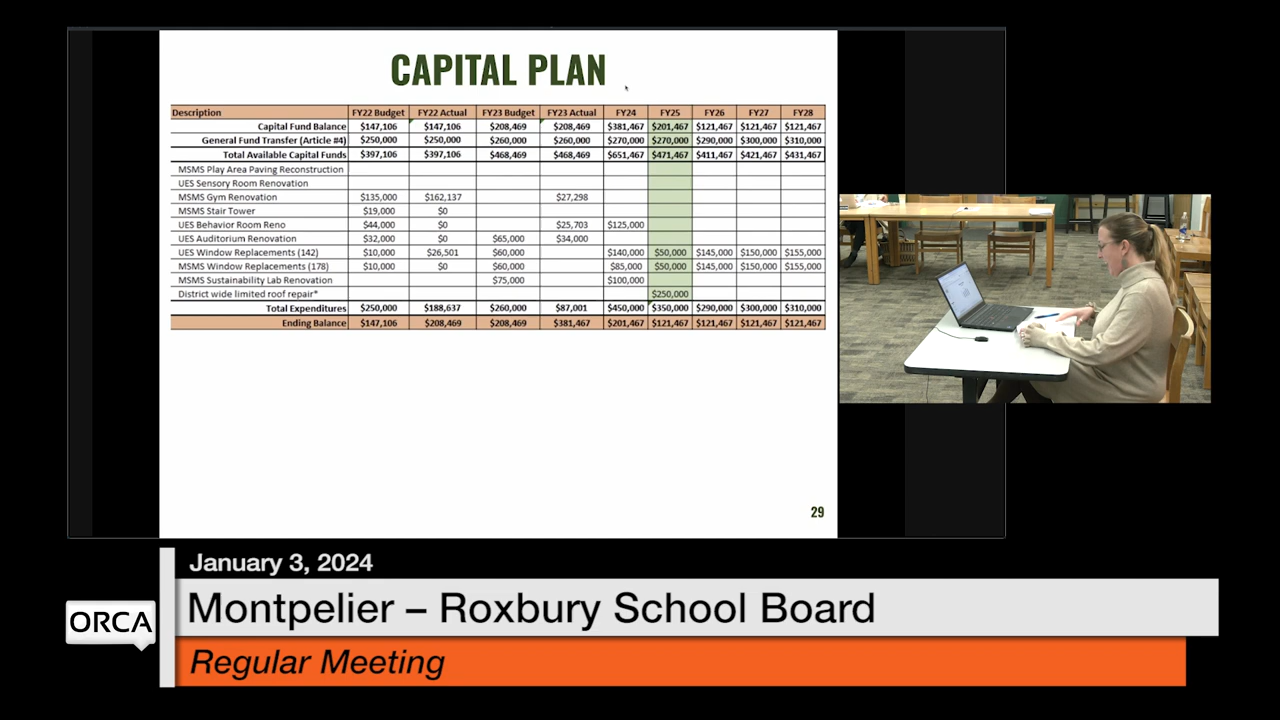 CAPITAL PLAN
Description FY22 Budget FY22 Actual FY23 Budget FY23 Actual FY24 FY25 FY26 FY27 FY28
Capital Fund Balance $147,106 $147,106 $208,469 $208,469 $381,467 $201,467 $121,467 $121,467 $121,467
General Fund Transfer (Article #4) $250,000 $250,000 $260,000 $260,000 $270,000 $270,000 $290,000 $300,000 $310,000
Total Available Capital Funds $397,106 $397,106 $468,469 $468,469 $651,467 $471,467 $411,467 $421,467 $431,467
MSMS Play Area Paving Reconstruction
UES Sensory Room Renovation
MSMS Gym Renovation $135,000 $162,137 $27,298
MSMS Stair Tower $19,000 $0
UES Behavior Room Reno $44,000 $0 $25,703 $125,000
UES Auditorium Renovation $32,000 $0 $65,000 $34,000
UES Window Replacements (142) $10,000 $26,501 $60,000 $140,000 $50,000 $145,000 $150,000 $155,000
MSMS Window Replacements (178) $10,000 $0 $60,000 $85,000 $50,000 $145,000 $150,000 $155,000
MSMS Sustainability Lab Renovation $75,000 $100,000
District wide limited roof repair* $250,000
Total Expenditures $250,000 $188,637 $260,000 $87,001 $450,000 $350,000 $290,000 $300,000 $310,000
Ending Balance $147,106 $208,469 $208,469 $381,467 $201,467 $121,467 $121,467 $121,467 $121,467
29
January 3, 2024
ORCA
Montpelier – Roxbury School Board
Regular Meeting